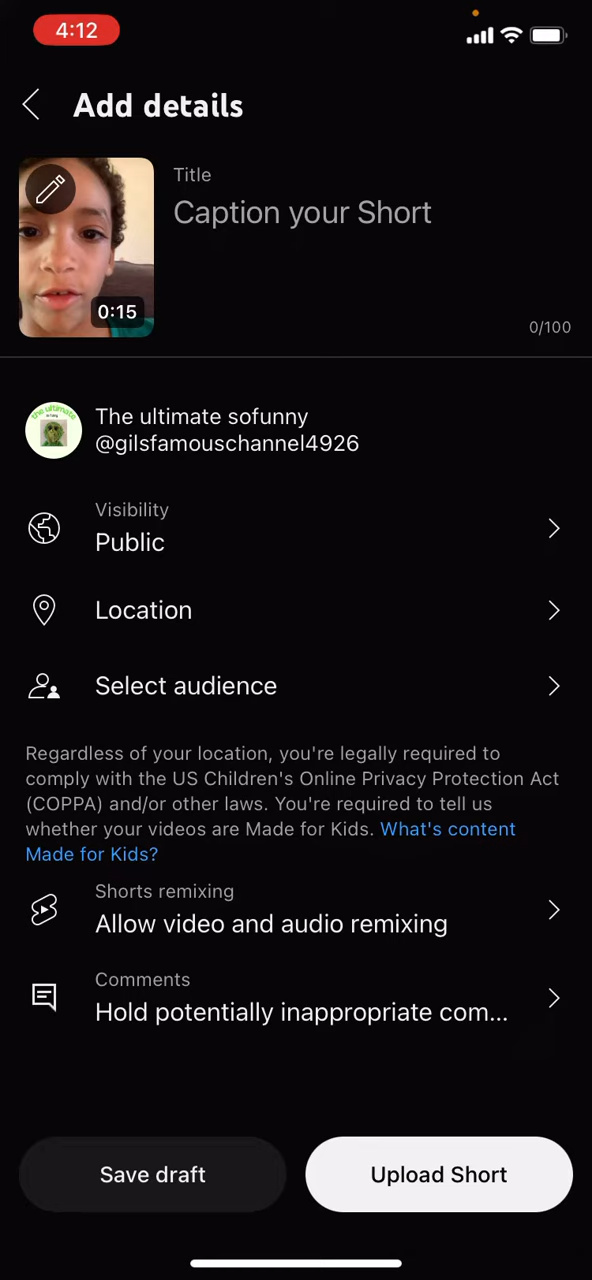 4:12
Add details
Title
Caption your Short
0:15
0/100
the ultimate
The ultimate sofunny
@gilsfamouschannel4926
Visibility
Public
Location
Select audience
Regardless of your location, you're legally required to
comply with the US Children's Online Privacy Protection Act
(COPPA) and/or other laws. You're required to tell us
whether your videos are Made for Kids. What's content
Made for Kids?
Shorts remixing
Allow video and audio remixing
Comments
Hold potentially inappropriate com...
Save draft
Upload Short